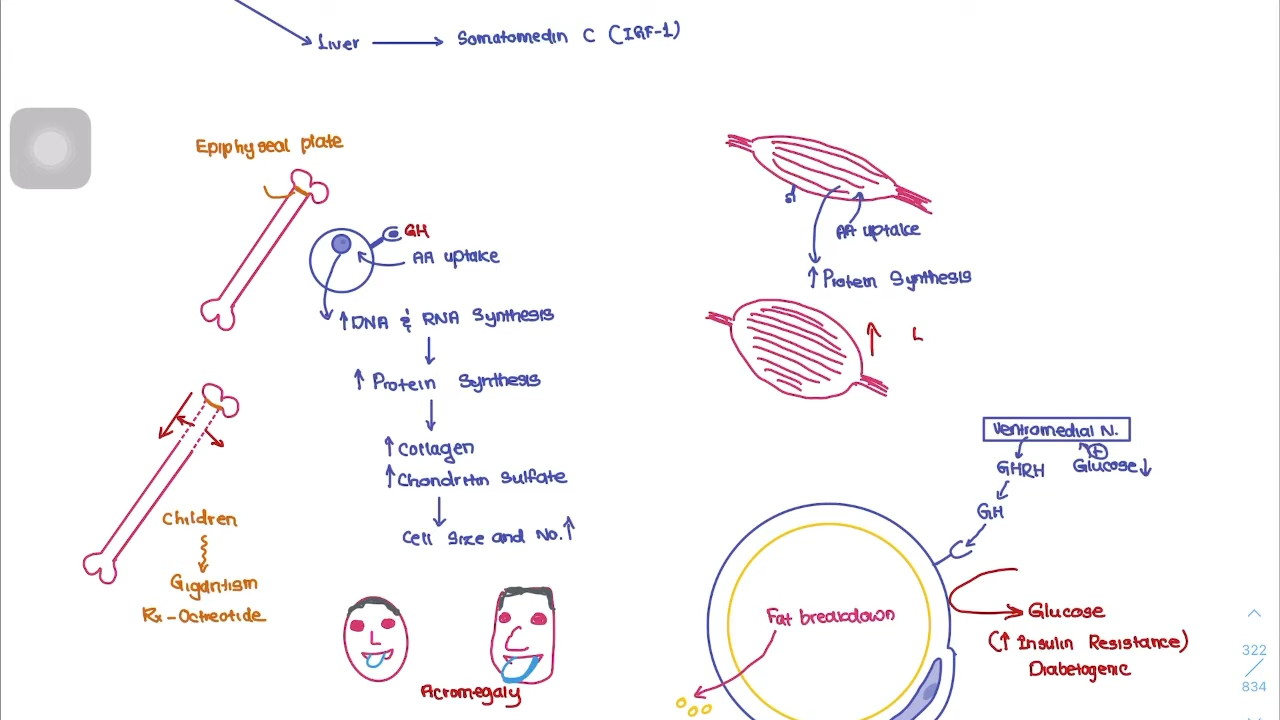 Liver → Somatomedin C (IGF-1)
Epiphyseal plate
GH
AA uptake
↑DNA & RNA Synthesis
↑ Protein Synthesis
↑ Collagen
↑ Chondritin Sulfate
Cell Size and No.↑
Children
Gigantism
Rx - Octreotide
Acromegaly
AA uptake
↑ Protein Synthesis
↑ L
Ventromedial N.
GHRH
+
Glucose↓
GH
Fat breakdown
Glucose
(↑ Insulin Resistance)
Diabetogenic
322
834